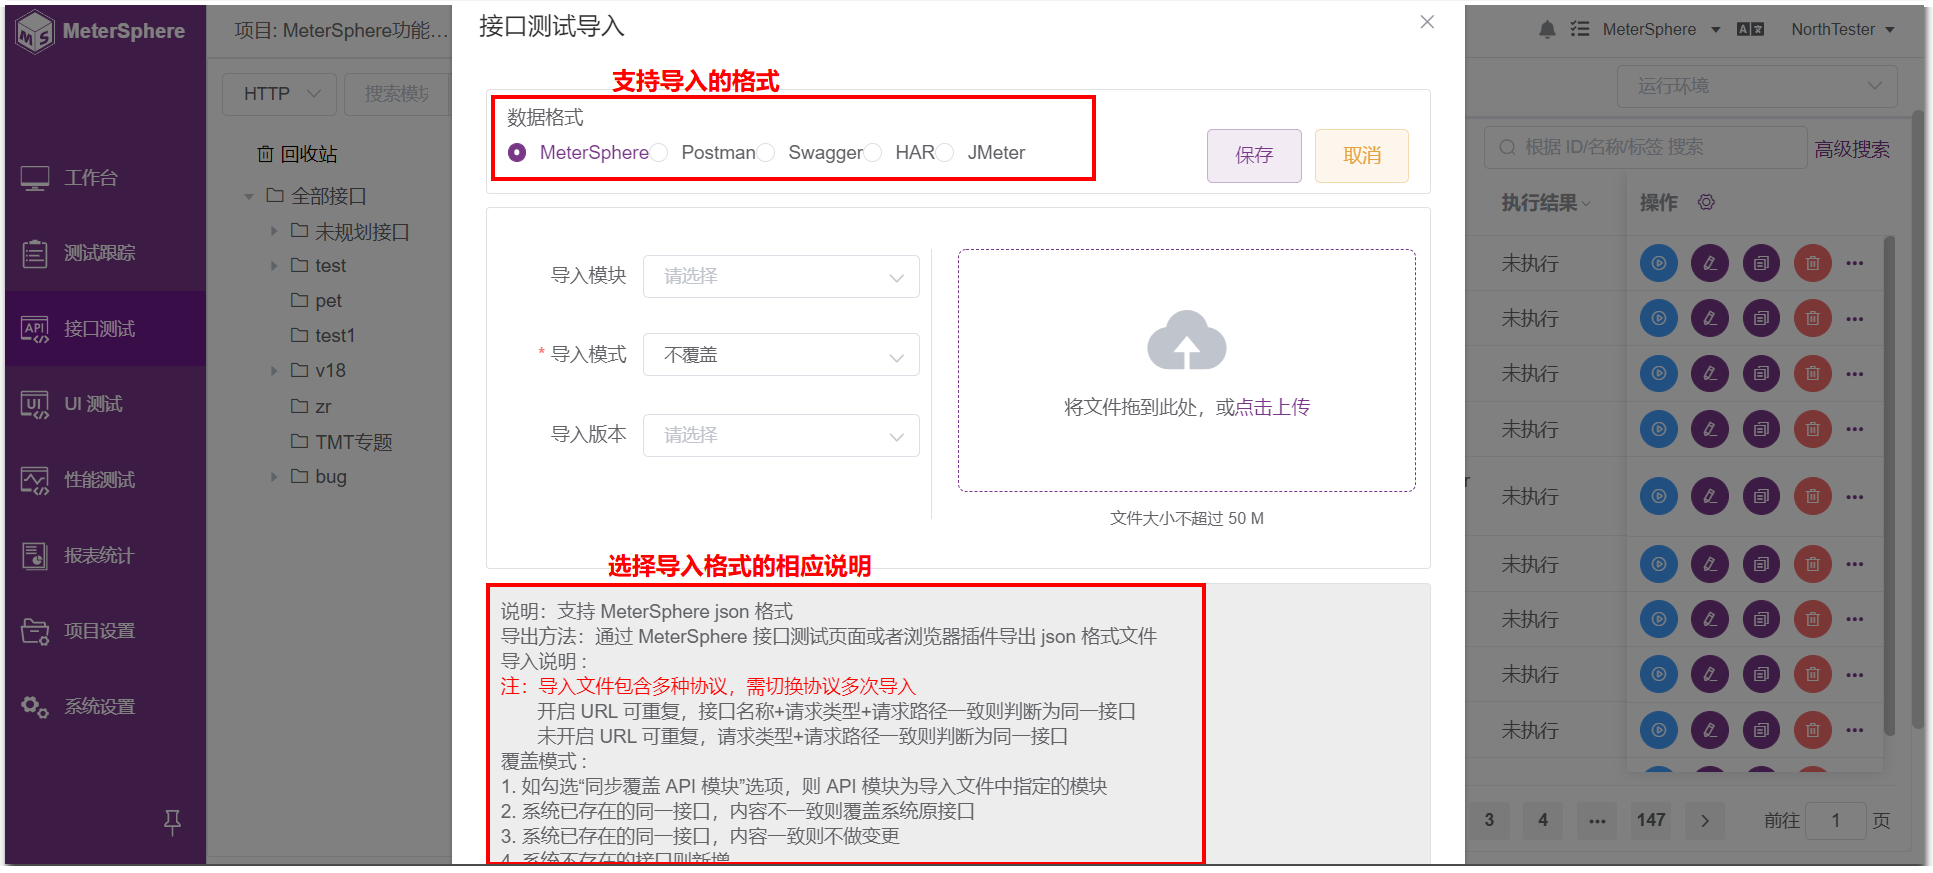 MeterSphere
项目: MeterSphere功能...
接口测试导入
MeterSphere
NorthTester
支持导入的格式
HTTP
搜索模块
数据格式
MeterSphere
Postman
Swagger
HAR
JMeter
保存
取消
运行环境
根据 ID/名称/标签 搜索
高级搜索
回收站
全部接口
未规划接口
test
pet
test1
v18
zr
TMT专题
bug
工作台
测试跟踪
接口测试
UI 测试
性能测试
报表统计
项目设置
系统设置
导入模块
请选择
* 导入模式
不覆盖
导入版本
请选择
将文件拖到此处，或点击上传
文件大小不超过 50 M
执行结果
操作
未执行
未执行
未执行
未执行
未执行
未执行
未执行
未执行
未执行
选择导入格式的相应说明
说明：支持 MeterSphere json 格式
导出方法：通过 MeterSphere 接口测试页面或者浏览器插件导出 json 格式文件
导入说明 :
注：导入文件包含多种协议，需切换协议多次导入
开启 URL 可重复，接口名称+请求类型+请求路径一致则判断为同一接口
未开启 URL 可重复，请求类型+请求路径一致则判断为同一接口
覆盖模式 :
1. 如勾选“同步覆盖 API 模块”选项，则 API 模块为导入文件中指定的模块
2. 系统已存在的同一接口，内容不一致则覆盖系统原接口
3. 系统已存在的同一接口，内容一致则不做变更
4. 系统不存在的接口则新增
3
4
...
147
前往
1
页